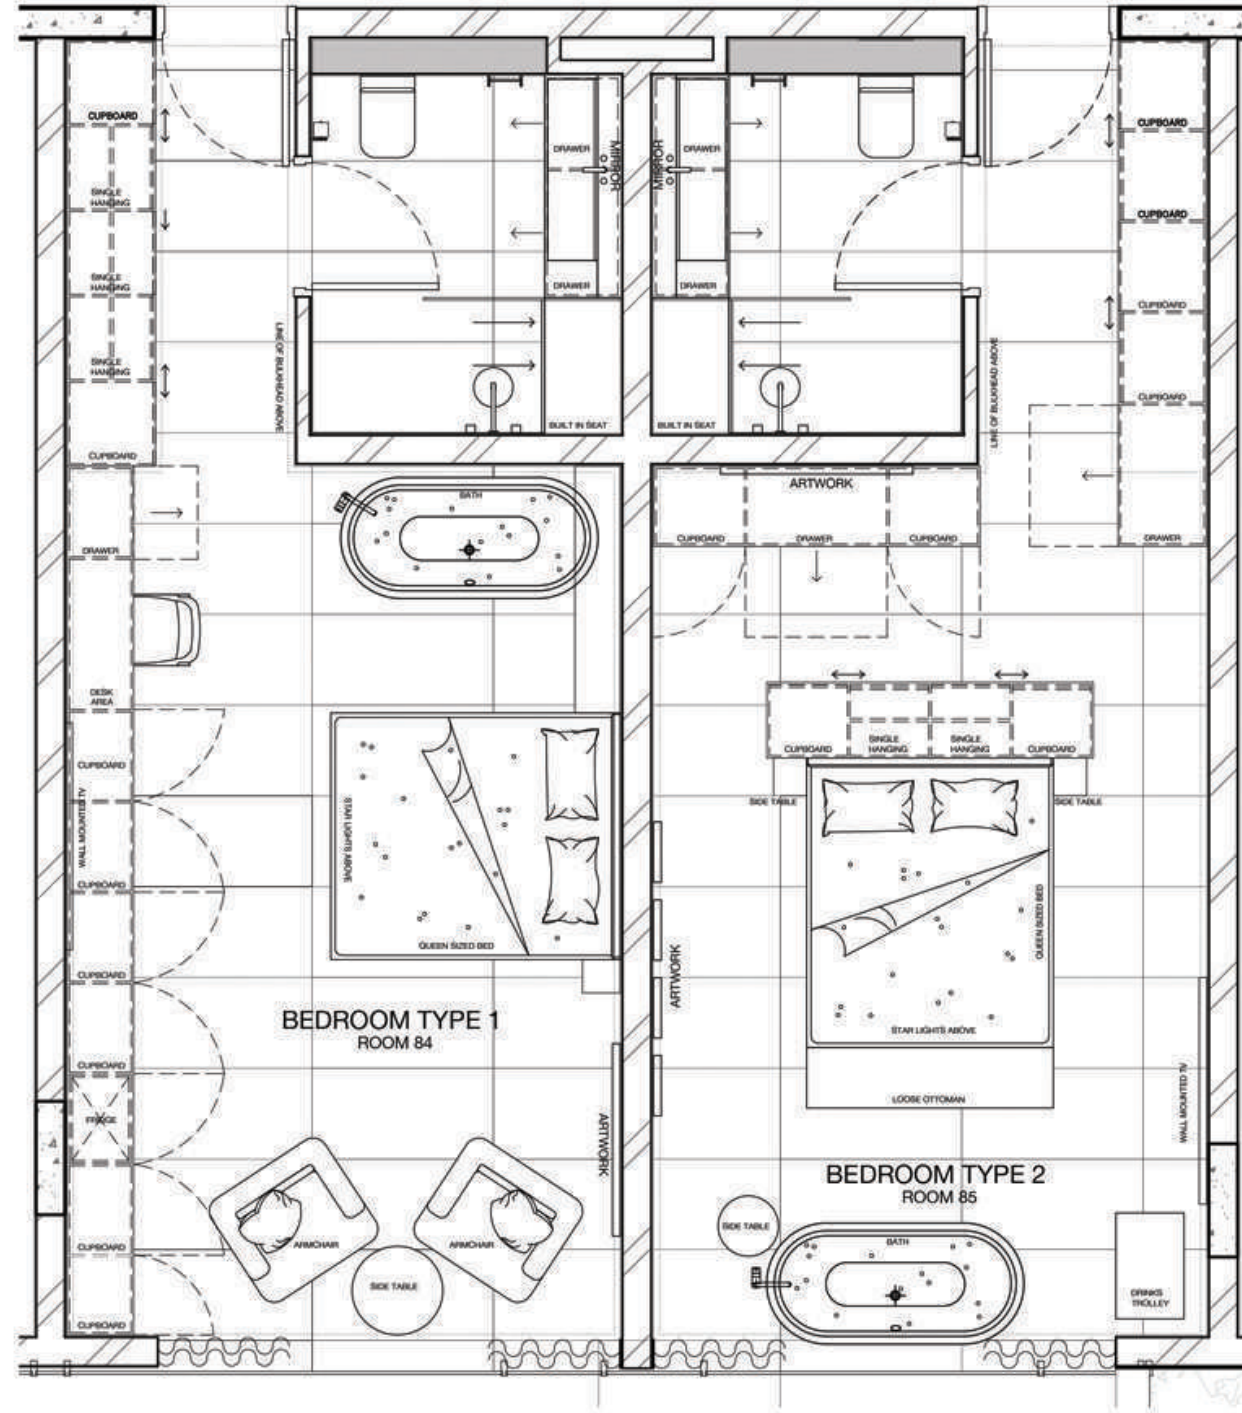 CUPBOARD
SINGLE
HANGING
SINGLE
HANGING
SINGLE
HANGING
CUPBOARD
DRAWER
DESK
AREA
CUPBOARD
WALL MOUNTED TV
CUPBOARD
CUPBOARD
CUPBOARD
FRIDGE
CUPBOARD
CUPBOARD
LINE OF BULKHEAD ABOVE
DRAWER
MIRROR
DRAWER
BUILT IN SEAT
BATH
STAR LIGHTS ABOVE
QUEEN SIZED BED
BEDROOM TYPE 1
ROOM 84
ARTWORK
ARMCHAIR
ARMCHAIR
SIDE TABLE
MIRROR
DRAWER
DRAWER
BUILT IN SEAT
LINE OF BULKHEAD ABOVE
CUPBOARD
CUPBOARD
CUPBOARD
CUPBOARD
DRAWER
ARTWORK
CUPBOARD
DRAWER
CUPBOARD
CUPBOARD
SINGLE
HANGING
SINGLE
HANGING
CUPBOARD
SIDE TABLE
SIDE TABLE
QUEEN SIZED BED
ARTWORK
STAR LIGHTS ABOVE
LOOSE OTTOMAN
WALL MOUNTED TV
BEDROOM TYPE 2
ROOM 85
SIDE TABLE
BATH
DRINKS
TROLLEY